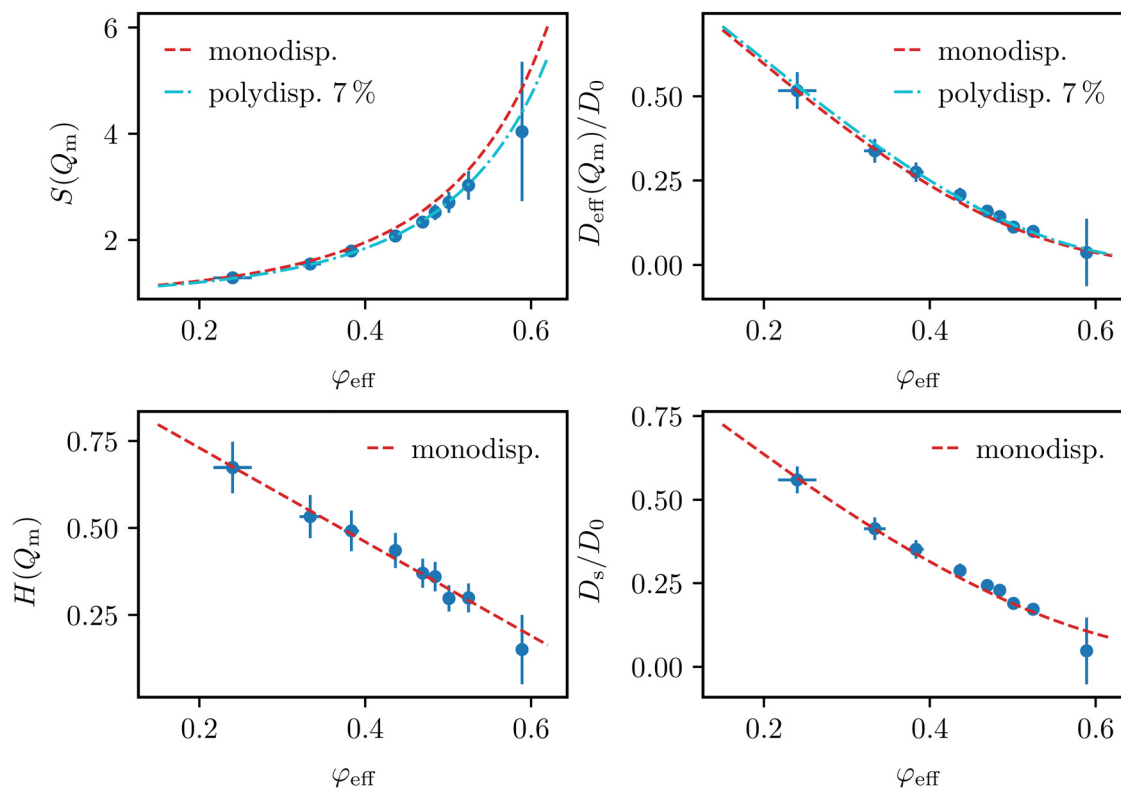 6
4
2
S(Q_m)
monodisp.
polydisp. 7 %
0.2
0.4
0.6
φ_eff
0.50
0.25
0.00
D_eff(Q_m)/D_0
monodisp.
polydisp. 7 %
0.2
0.4
0.6
φ_eff
0.75
0.50
0.25
H(Q_m)
monodisp.
0.2
0.4
0.6
φ_eff
0.75
0.50
0.25
0.00
D_s/D_0
monodisp.
0.2
0.4
0.6
φ_eff